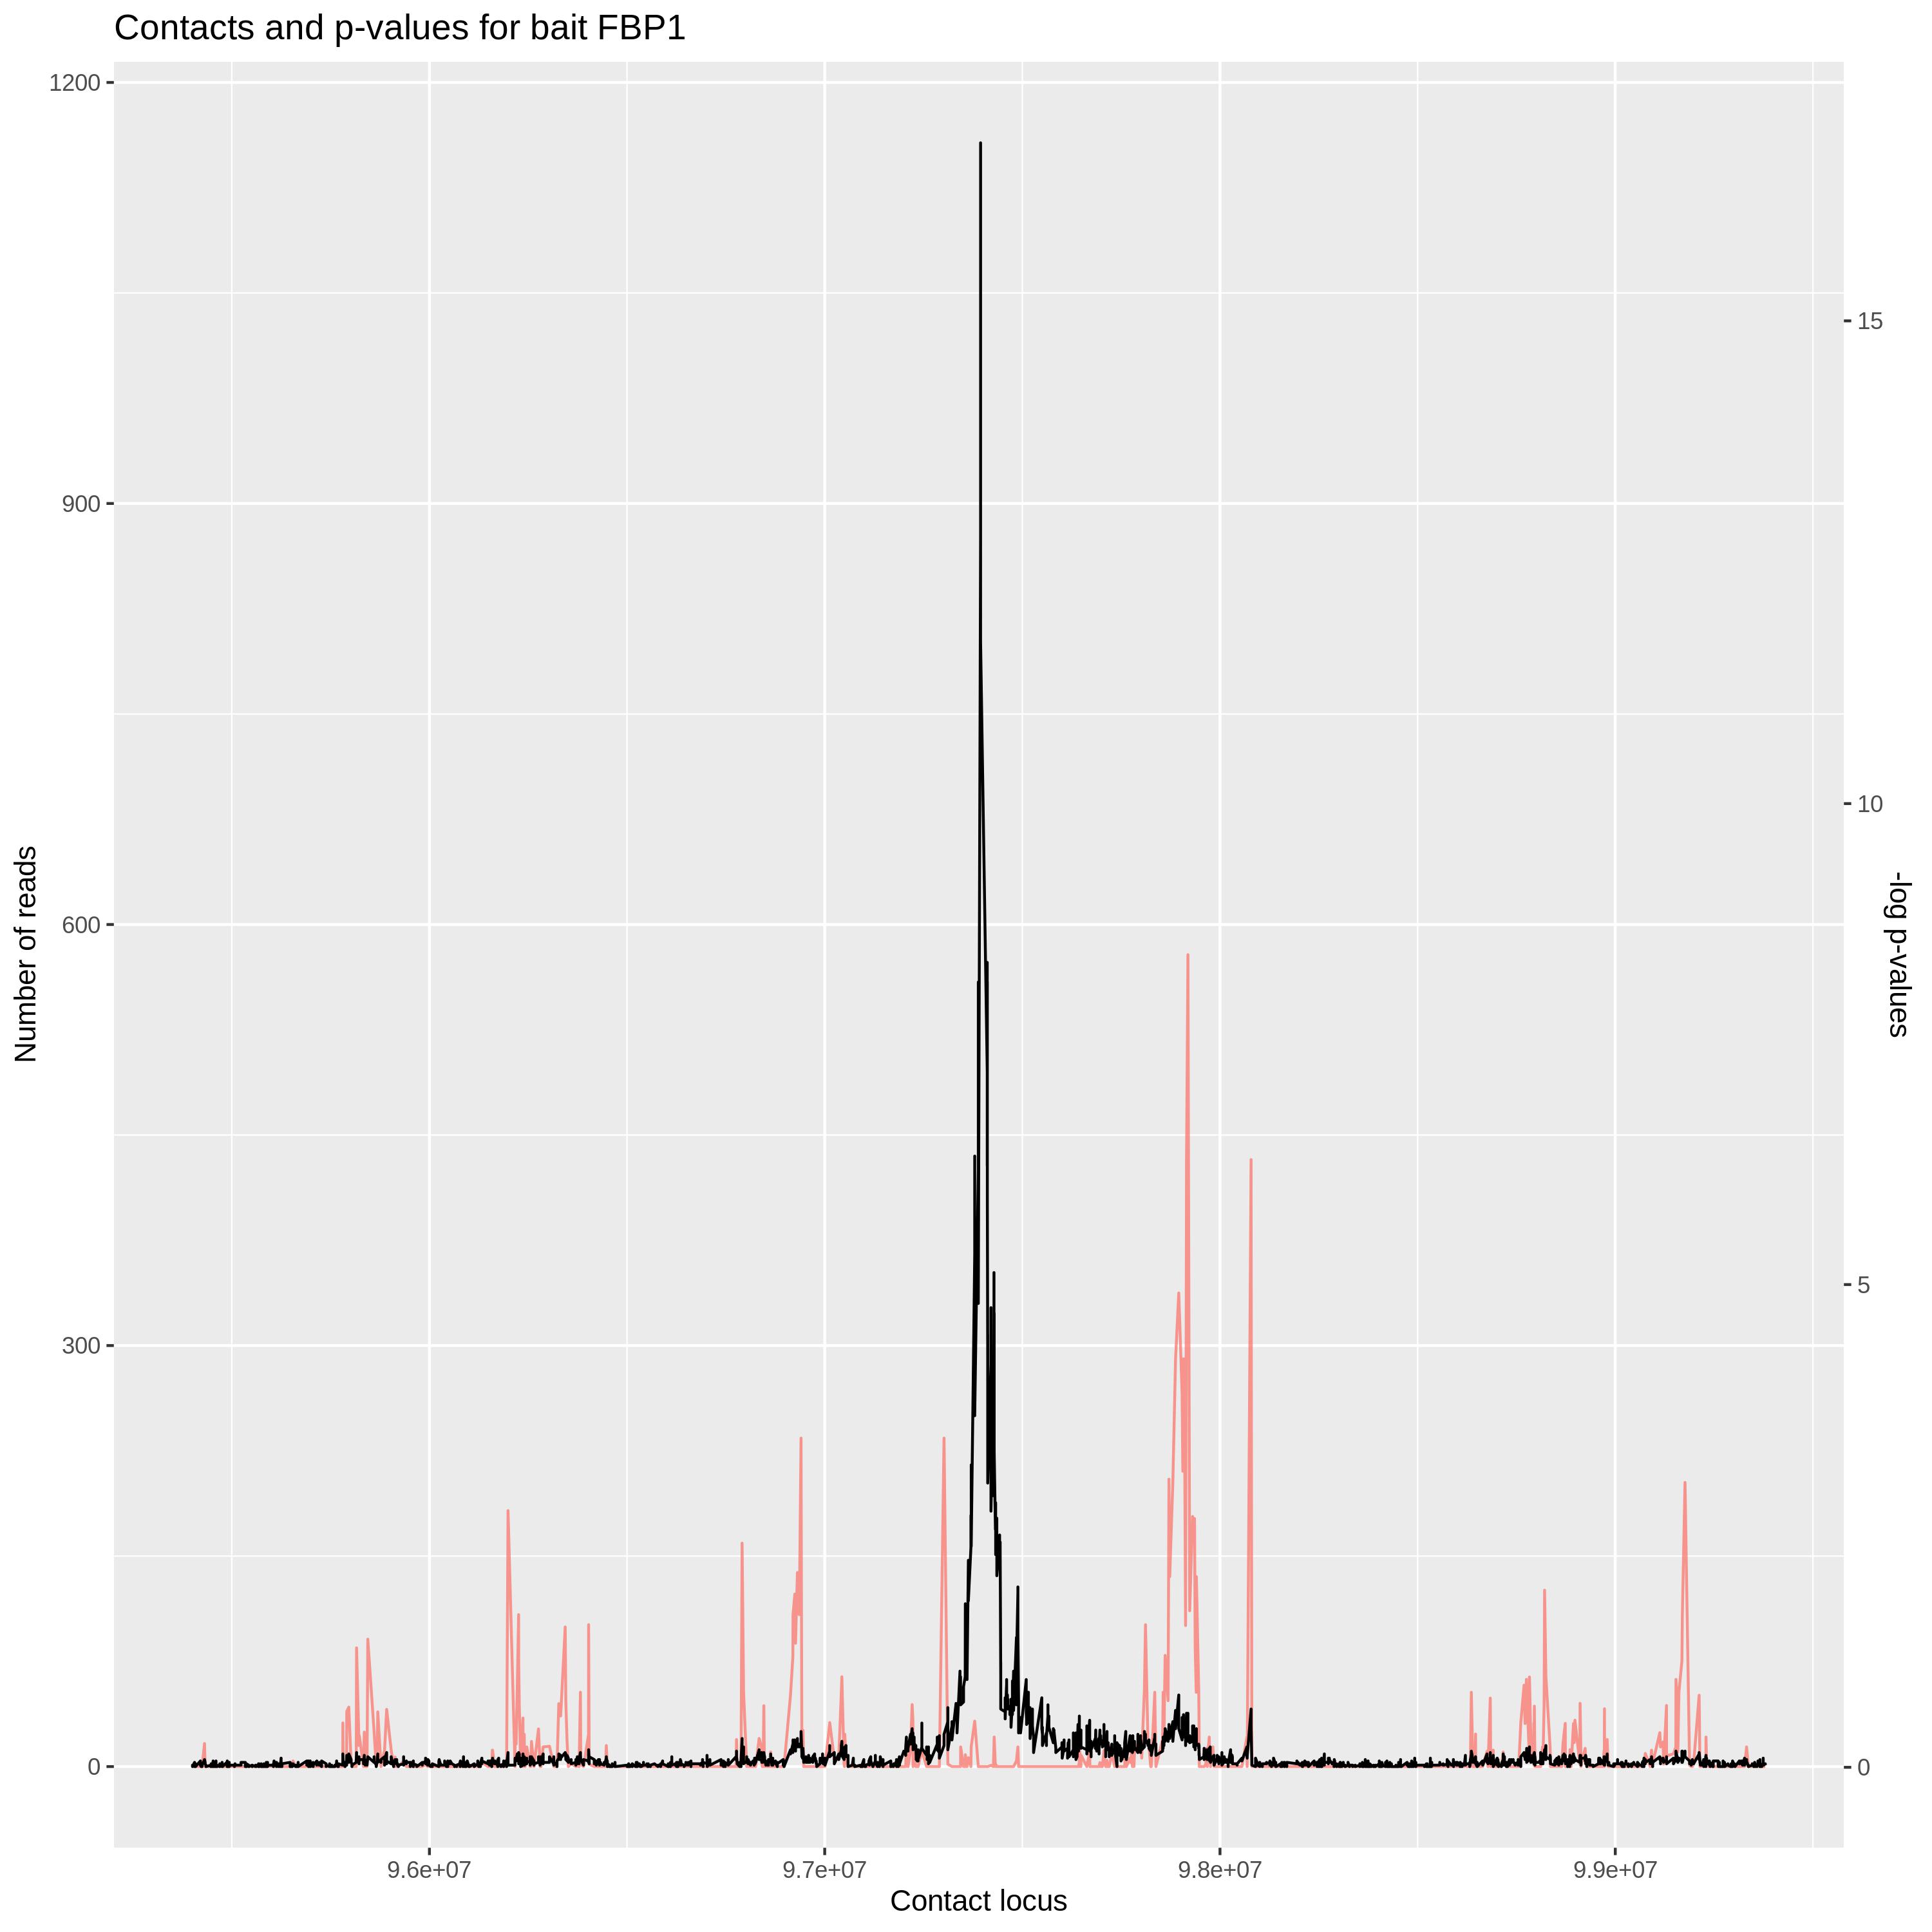 Contacts and p-values for bait FBP1
1200
900
600
300
0
Number of reads
15
10
5
0
-log p-values
9.6e+07
9.7e+07
9.8e+07
9.9e+07
Contact locus